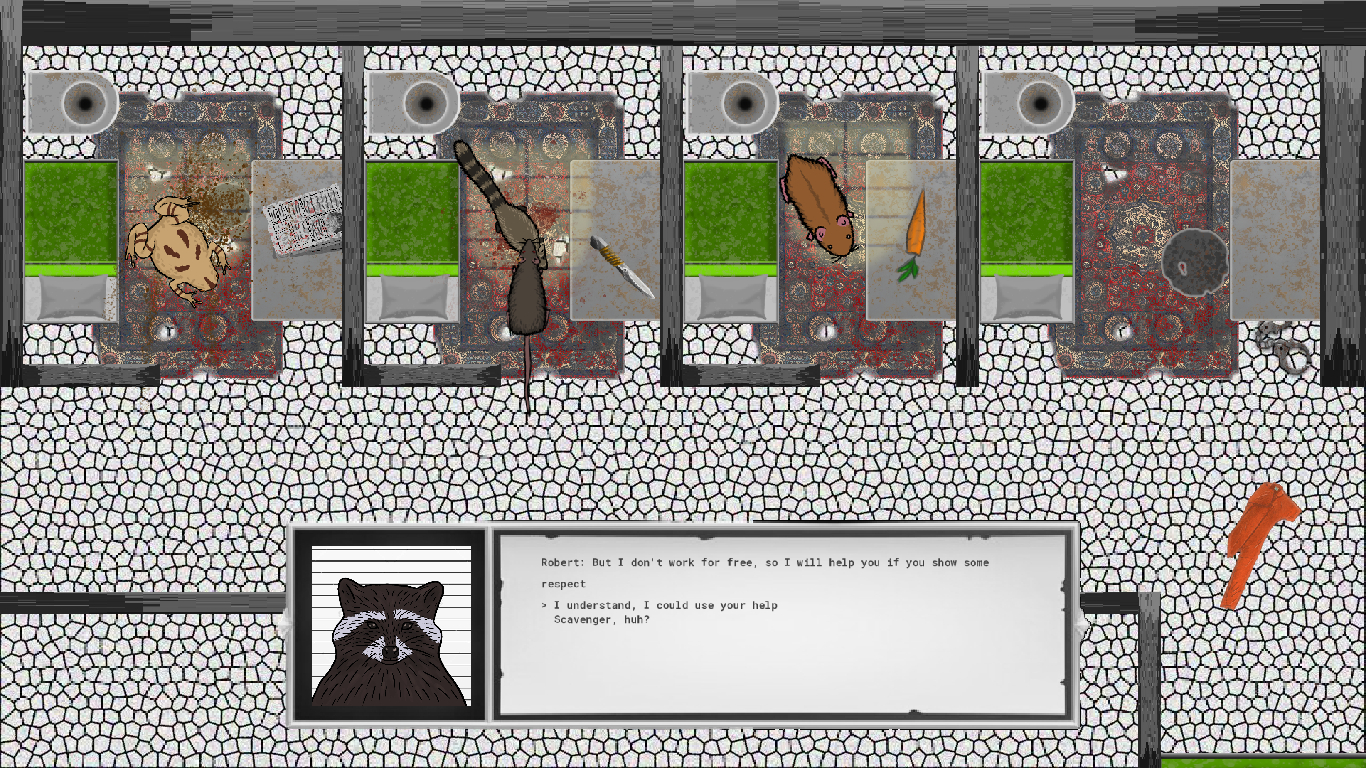 Robert: But I don't work for free, so I will help you if you show some
respect
> I understand, I could use your help
Scavenger, huh?